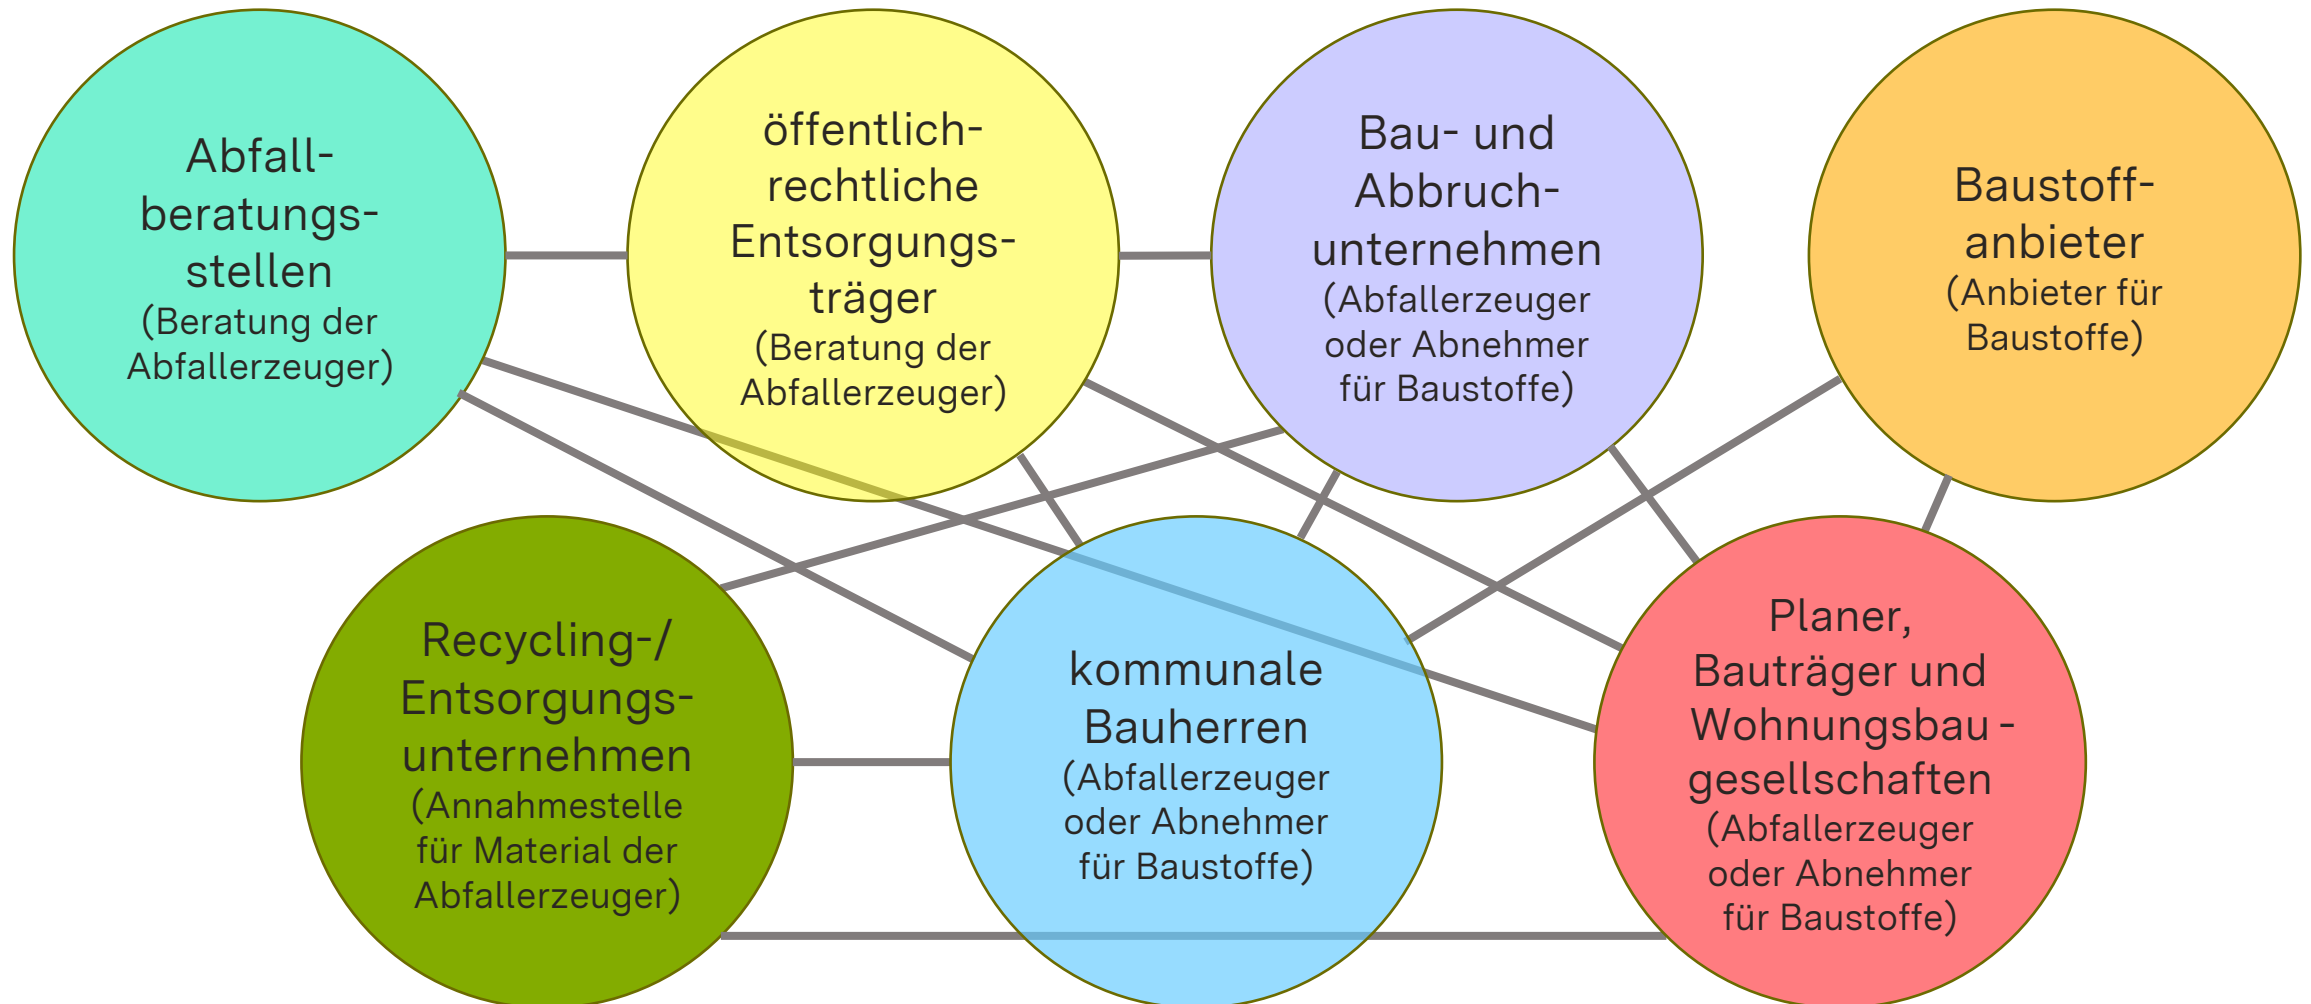 Abfall-
beratungs-
stellen
(Beratung der
Abfallerzeuger)
öffentlich-
rechtliche
Entsorgungs-
träger
(Beratung der
Abfallerzeuger)
Bau- und
Abbruch-
unternehmen
(Abfallerzeuger
oder Abnehmer
für Baustoffe)
Baustoff-
anbieter
(Anbieter für
Baustoffe)
Recycling-/
Entsorgungs-
unternehmen
(Annahmestelle
für Material der
Abfallerzeuger)
kommunale
Bauherren
(Abfallerzeuger
oder Abnehmer
für Baustoffe)
Planer,
Bauträger und
Wohnungsbau-
gesellschaften
(Abfallerzeuger
oder Abnehmer
für Baustoffe)